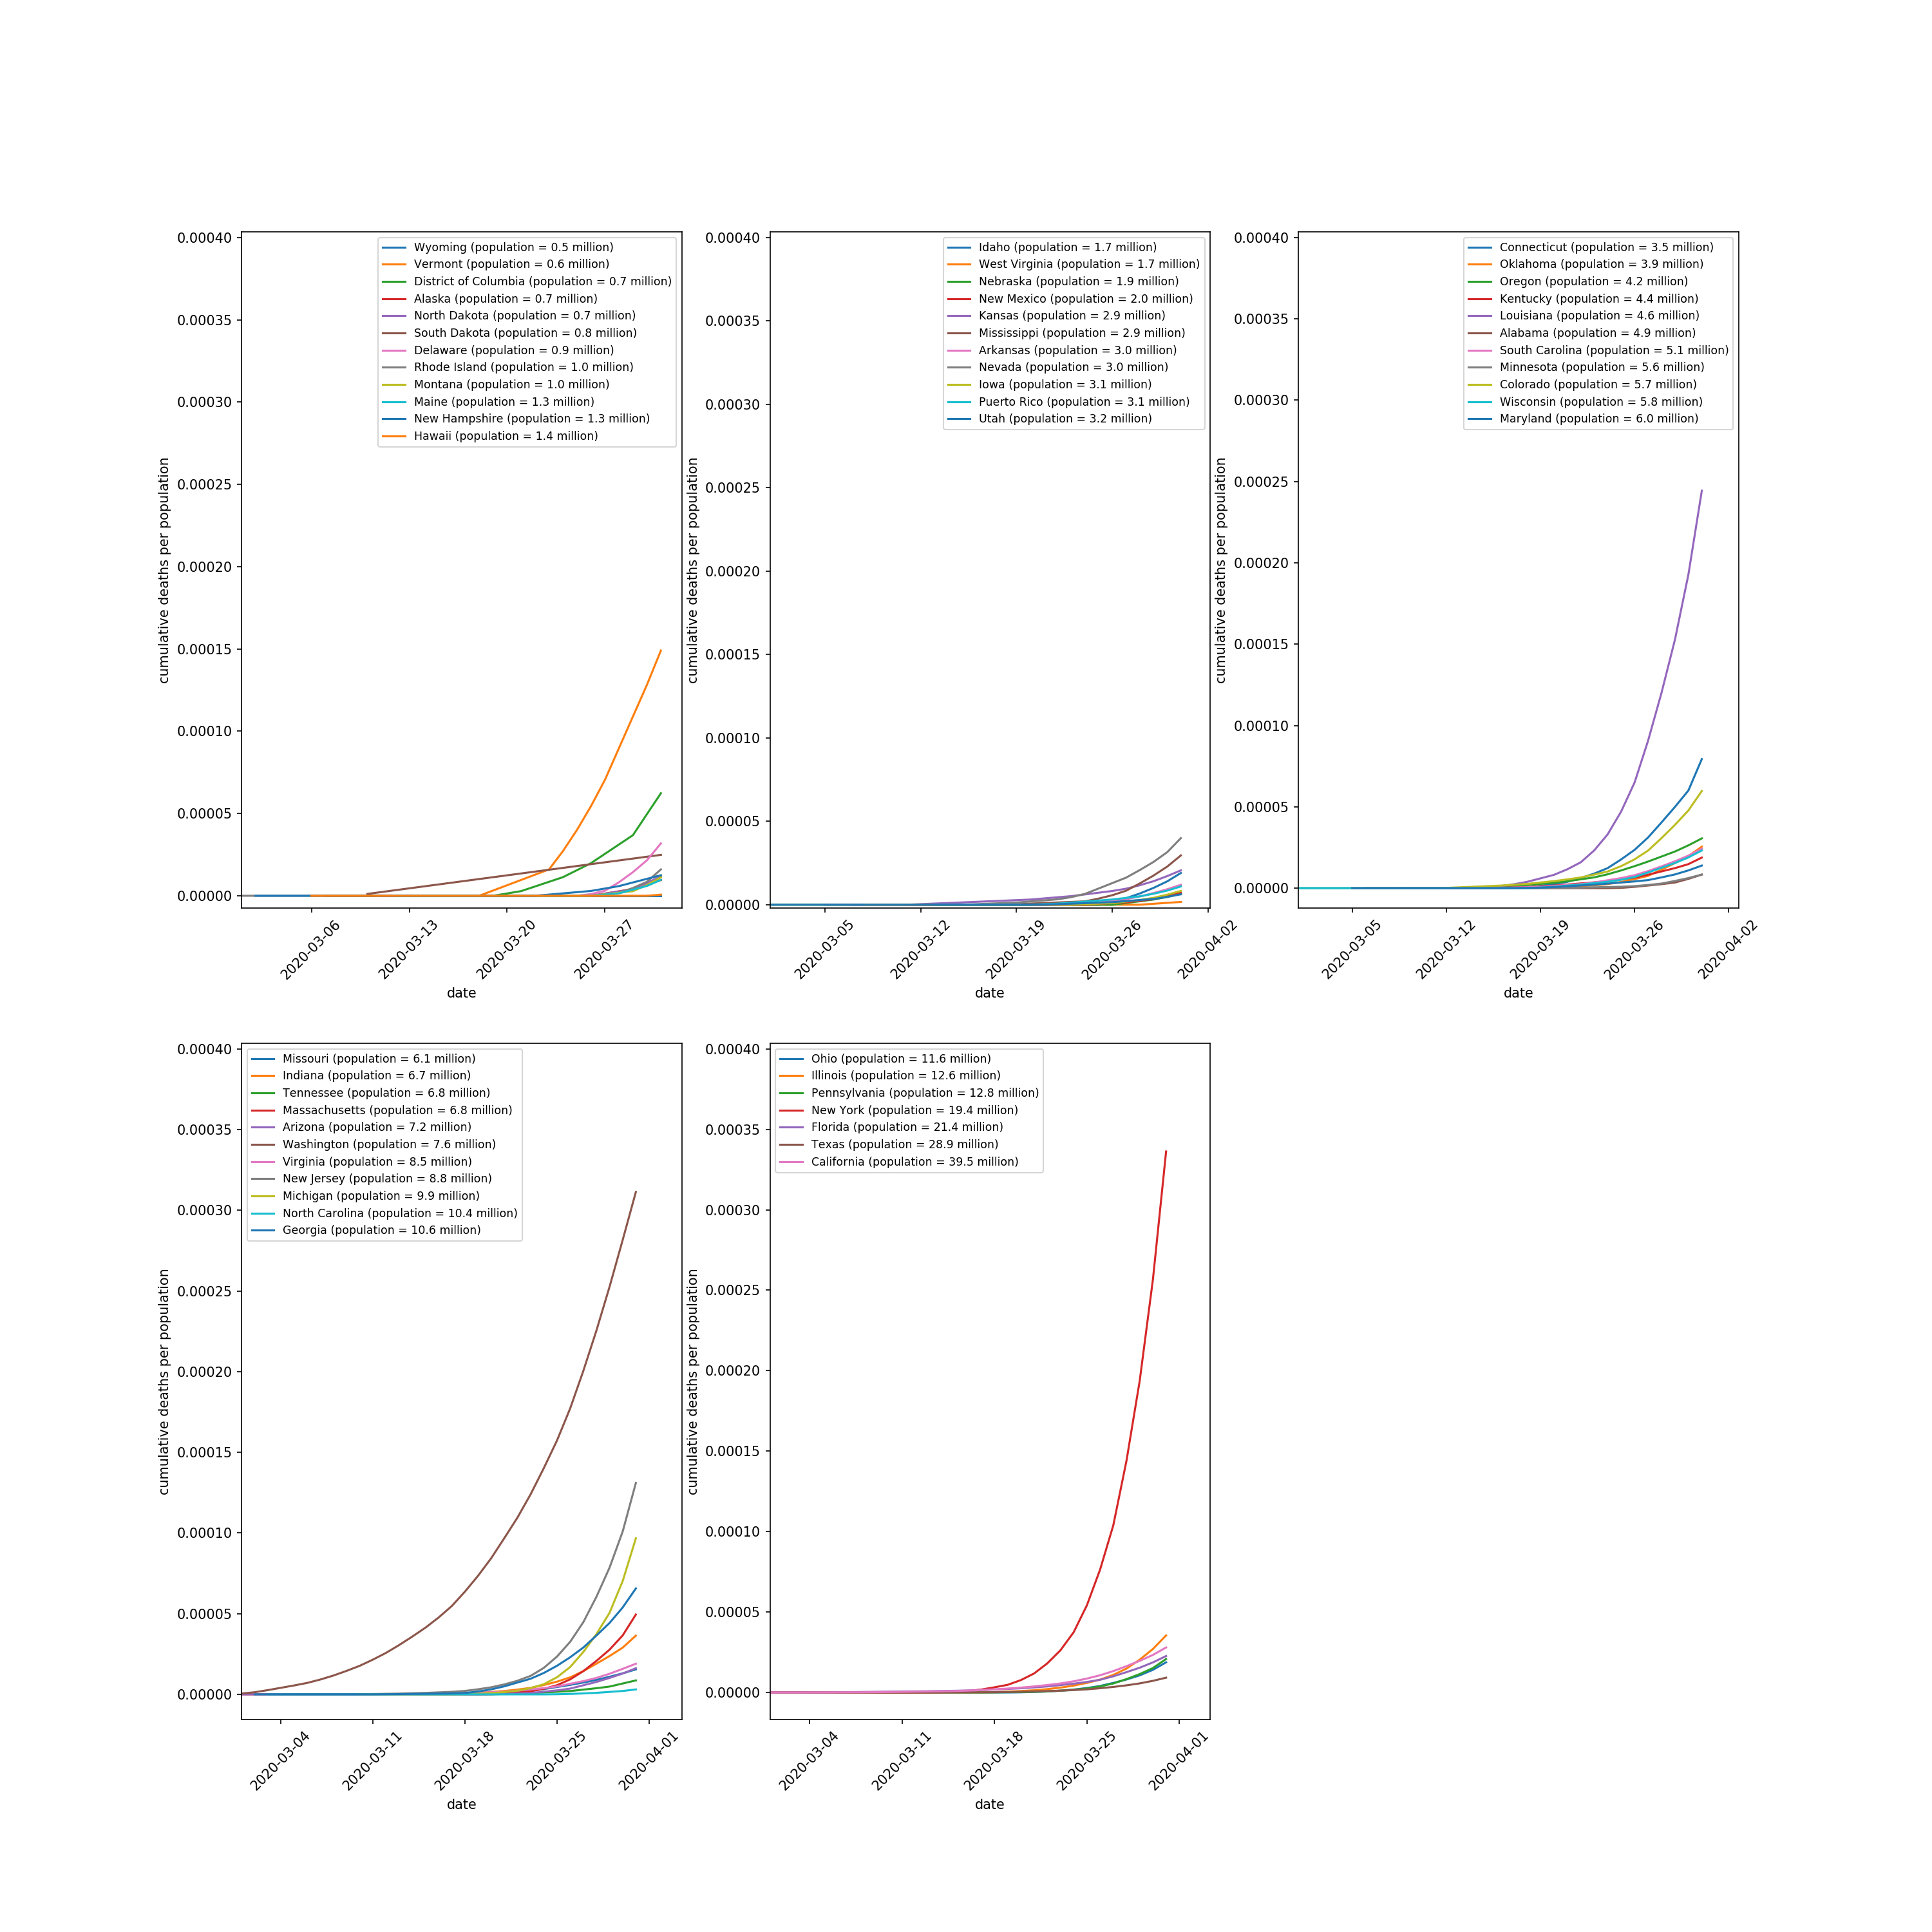 0.00040
0.00035
0.00030
0.00025
0.00020
0.00015
0.00010
0.00005
0.00000
cumulative deaths per population
Wyoming (population = 0.5 million)
Vermont (population = 0.6 million)
District of Columbia (population = 0.7 million)
Alaska (population = 0.7 million)
North Dakota (population = 0.7 million)
South Dakota (population = 0.8 million)
Delaware (population = 0.9 million)
Rhode Island (population = 1.0 million)
Montana (population = 1.0 million)
Maine (population = 1.3 million)
New Hampshire (population = 1.3 million)
Hawaii (population = 1.4 million)
2020-03-06
2020-03-13
2020-03-20
2020-03-27
date
0.00040
0.00035
0.00030
0.00025
0.00020
0.00015
0.00010
0.00005
0.00000
cumulative deaths per population
Idaho (population = 1.7 million)
West Virginia (population = 1.7 million)
Nebraska (population = 1.9 million)
New Mexico (population = 2.0 million)
Kansas (population = 2.9 million)
Mississippi (population = 2.9 million)
Arkansas (population = 3.0 million)
Nevada (population = 3.0 million)
Iowa (population = 3.1 million)
Puerto Rico (population = 3.1 million)
Utah (population = 3.2 million)
2020-03-05
2020-03-12
2020-03-19
2020-03-26
2020-04-02
date
0.00040
0.00035
0.00030
0.00025
0.00020
0.00015
0.00010
0.00005
0.00000
cumulative deaths per population
Connecticut (population = 3.5 million)
Oklahoma (population = 3.9 million)
Oregon (population = 4.2 million)
Kentucky (population = 4.4 million)
Louisiana (population = 4.6 million)
Alabama (population = 4.9 million)
South Carolina (population = 5.1 million)
Minnesota (population = 5.6 million)
Colorado (population = 5.7 million)
Wisconsin (population = 5.8 million)
Maryland (population = 6.0 million)
2020-03-05
2020-03-12
2020-03-19
2020-03-26
2020-04-02
date
0.00040
0.00035
0.00030
0.00025
0.00020
0.00015
0.00010
0.00005
0.00000
cumulative deaths per population
Missouri (population = 6.1 million)
Indiana (population = 6.7 million)
Tennessee (population = 6.8 million)
Massachusetts (population = 6.8 million)
Arizona (population = 7.2 million)
Washington (population = 7.6 million)
Virginia (population = 8.5 million)
New Jersey (population = 8.8 million)
Michigan (population = 9.9 million)
North Carolina (population = 10.4 million)
Georgia (population = 10.6 million)
2020-03-04
2020-03-11
2020-03-18
2020-03-25
2020-04-01
date
0.00040
0.00035
0.00030
0.00025
0.00020
0.00015
0.00010
0.00005
0.00000
cumulative deaths per population
Ohio (population = 11.6 million)
Illinois (population = 12.6 million)
Pennsylvania (population = 12.8 million)
New York (population = 19.4 million)
Florida (population = 21.4 million)
Texas (population = 28.9 million)
California (population = 39.5 million)
2020-03-04
2020-03-11
2020-03-18
2020-03-25
2020-04-01
date